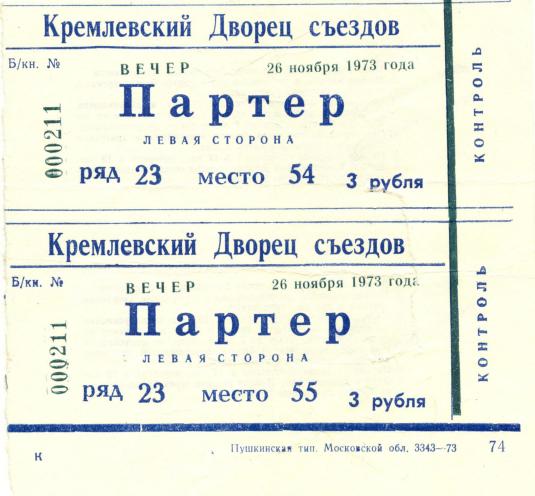 Кремлевский Дворец съездов
Б/кн. №
ВЕЧЕР
26 ноября 1973 года
Партер
ЛЕВАЯ СТОРОНА
ряд 23 место 54 3 рубля
000211
КОНТРОЛЬ
Кремлевский Дворец съездов
Б/кн. №
ВЕЧЕР
26 ноября 1973 года
Партер
ЛЕВАЯ СТОРОНА
ряд 23 место 55 3 рубля
000211
КОНТРОЛЬ
К
Пушкинская тип. Московской обл. 3343—73
74